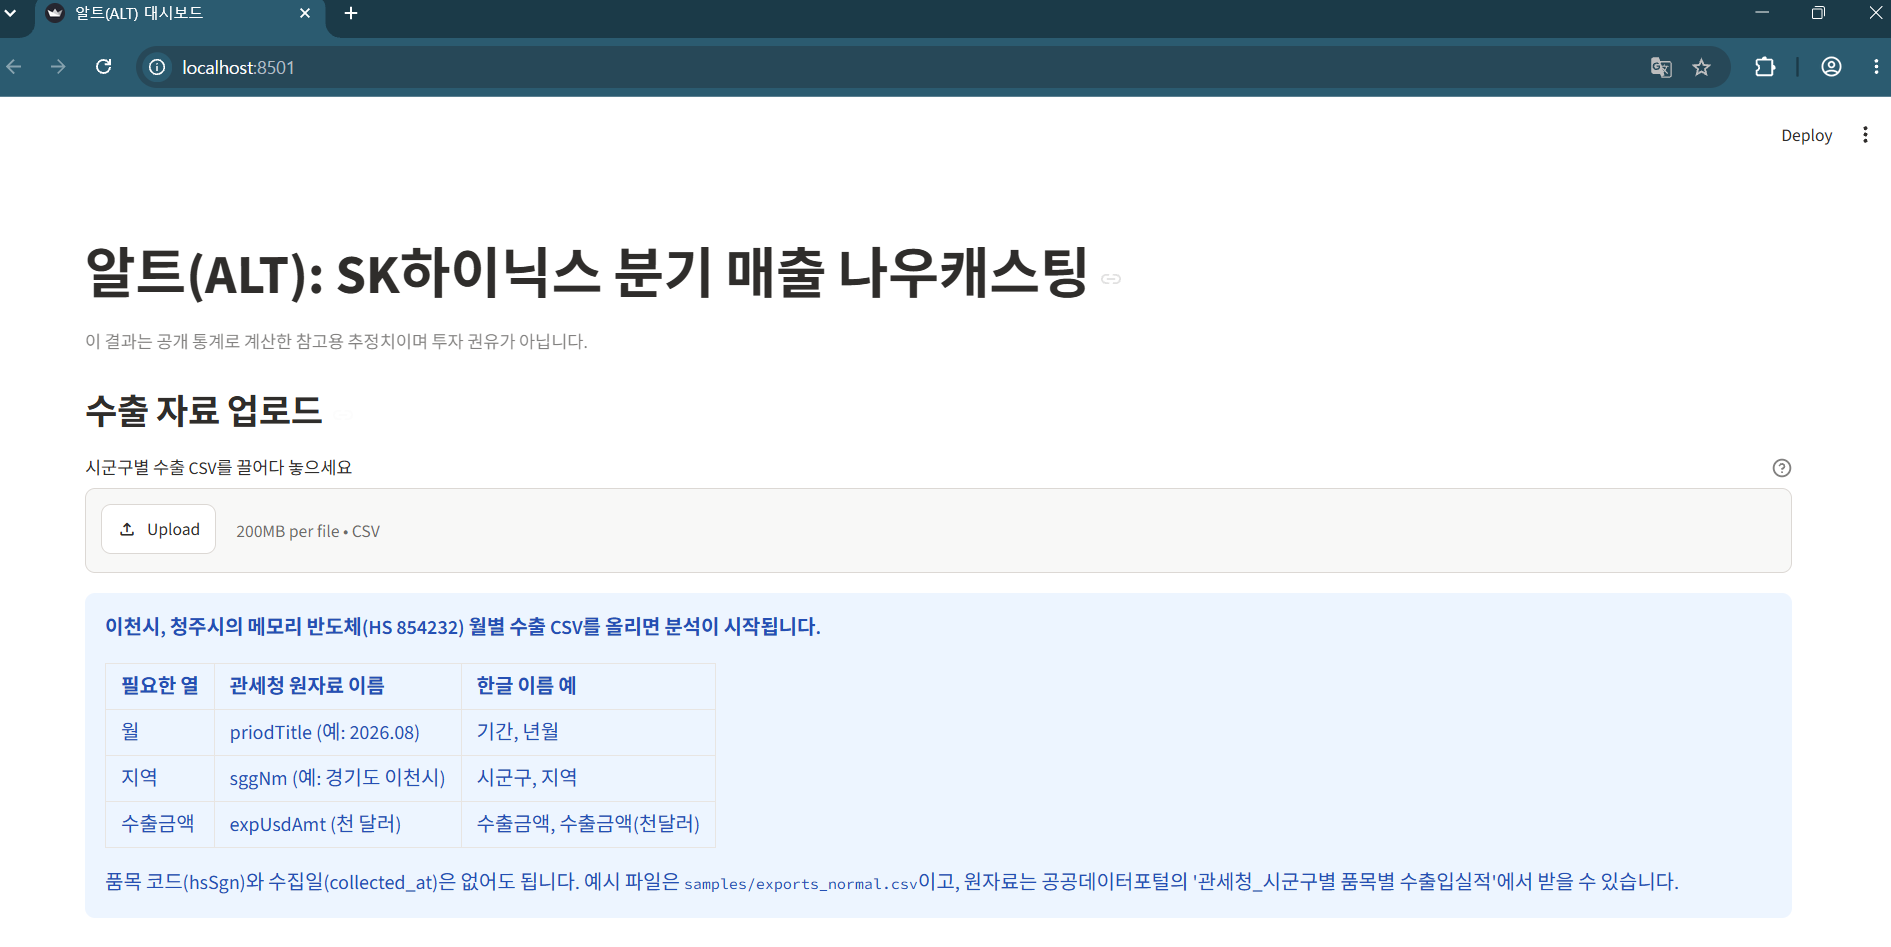 알트(ALT) 대시보드
localhost:8501
Deploy
알트(ALT): SK하이닉스 분기 매출 나우캐스팅
이 결과는 공개 통계로 계산한 참고용 추정치이며 투자 권유가 아닙니다.
수출 자료 업로드
시군구별 수출 CSV를 끌어다 놓으세요
Upload 200MB per file • CSV
이천시, 청주시의 메모리 반도체(HS 854232) 월별 수출 CSV를 올리면 분석이 시작됩니다.
필요한 열 관세청 원자료 이름 한글 이름 예
월 priodTitle (예: 2026.08) 기간, 년월
지역 sggNm (예: 경기도 이천시) 시군구, 지역
수출금액 expUsdAmt (천 달러) 수출금액, 수출금액(천달러)
품목 코드(hsSgn)와 수집일(collected_at)은 없어도 됩니다. 예시 파일은 samples/exports_normal.csv이고, 원자료는 공공데이터포털의 '관세청_시군구별 품목별 수출입실적'에서 받을 수 있습니다.